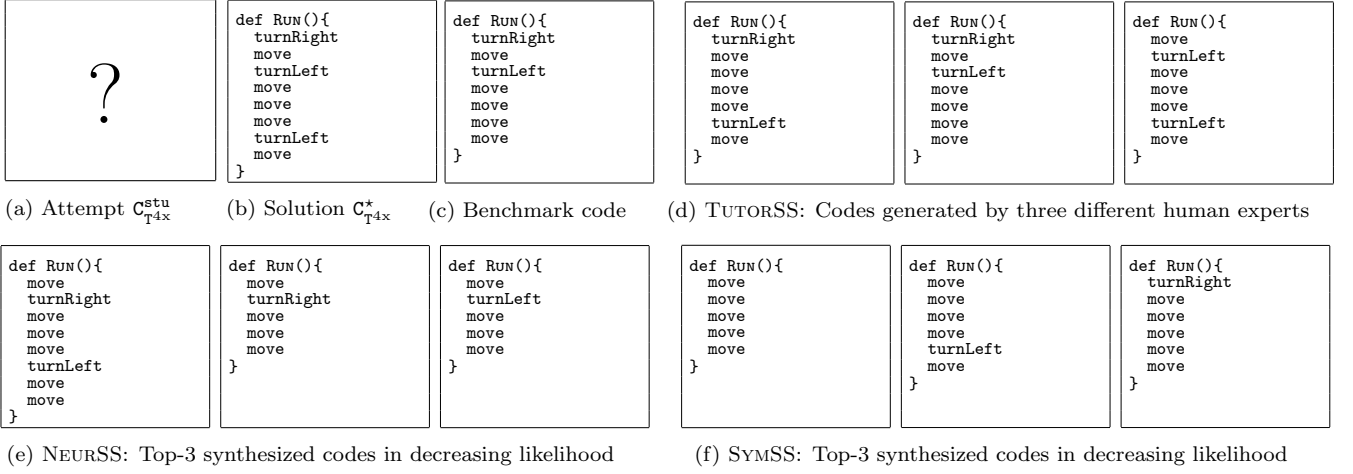 ?
(a) Attempt C^stu_T^4x
def RUN(){
turnRight
move
turnLeft
move
move
move
turnLeft
move
}
(b) Solution C^⋆_T^4x
def RUN(){
turnRight
move
turnLeft
move
move
move
move
}
(c) Benchmark code
def RUN(){
turnRight
move
move
move
move
turnLeft
move
}
def RUN(){
turnRight
move
turnLeft
move
move
move
move
}
def RUN(){
move
turnLeft
move
move
move
turnLeft
move
}
(d) TUTORSS: Codes generated by three different human experts
def RUN(){
move
turnRight
move
move
move
turnLeft
move
move
}
def RUN(){
move
turnRight
move
move
move
}
def RUN(){
move
turnLeft
move
move
move
}
(e) NEURSS: Top-3 synthesized codes in decreasing likelihood
def RUN(){
move
move
move
move
move
}
def RUN(){
move
move
move
move
turnLeft
move
}
def RUN(){
turnRight
move
move
move
move
move
}
(f) SYMSS: Top-3 synthesized codes in decreasing likelihood